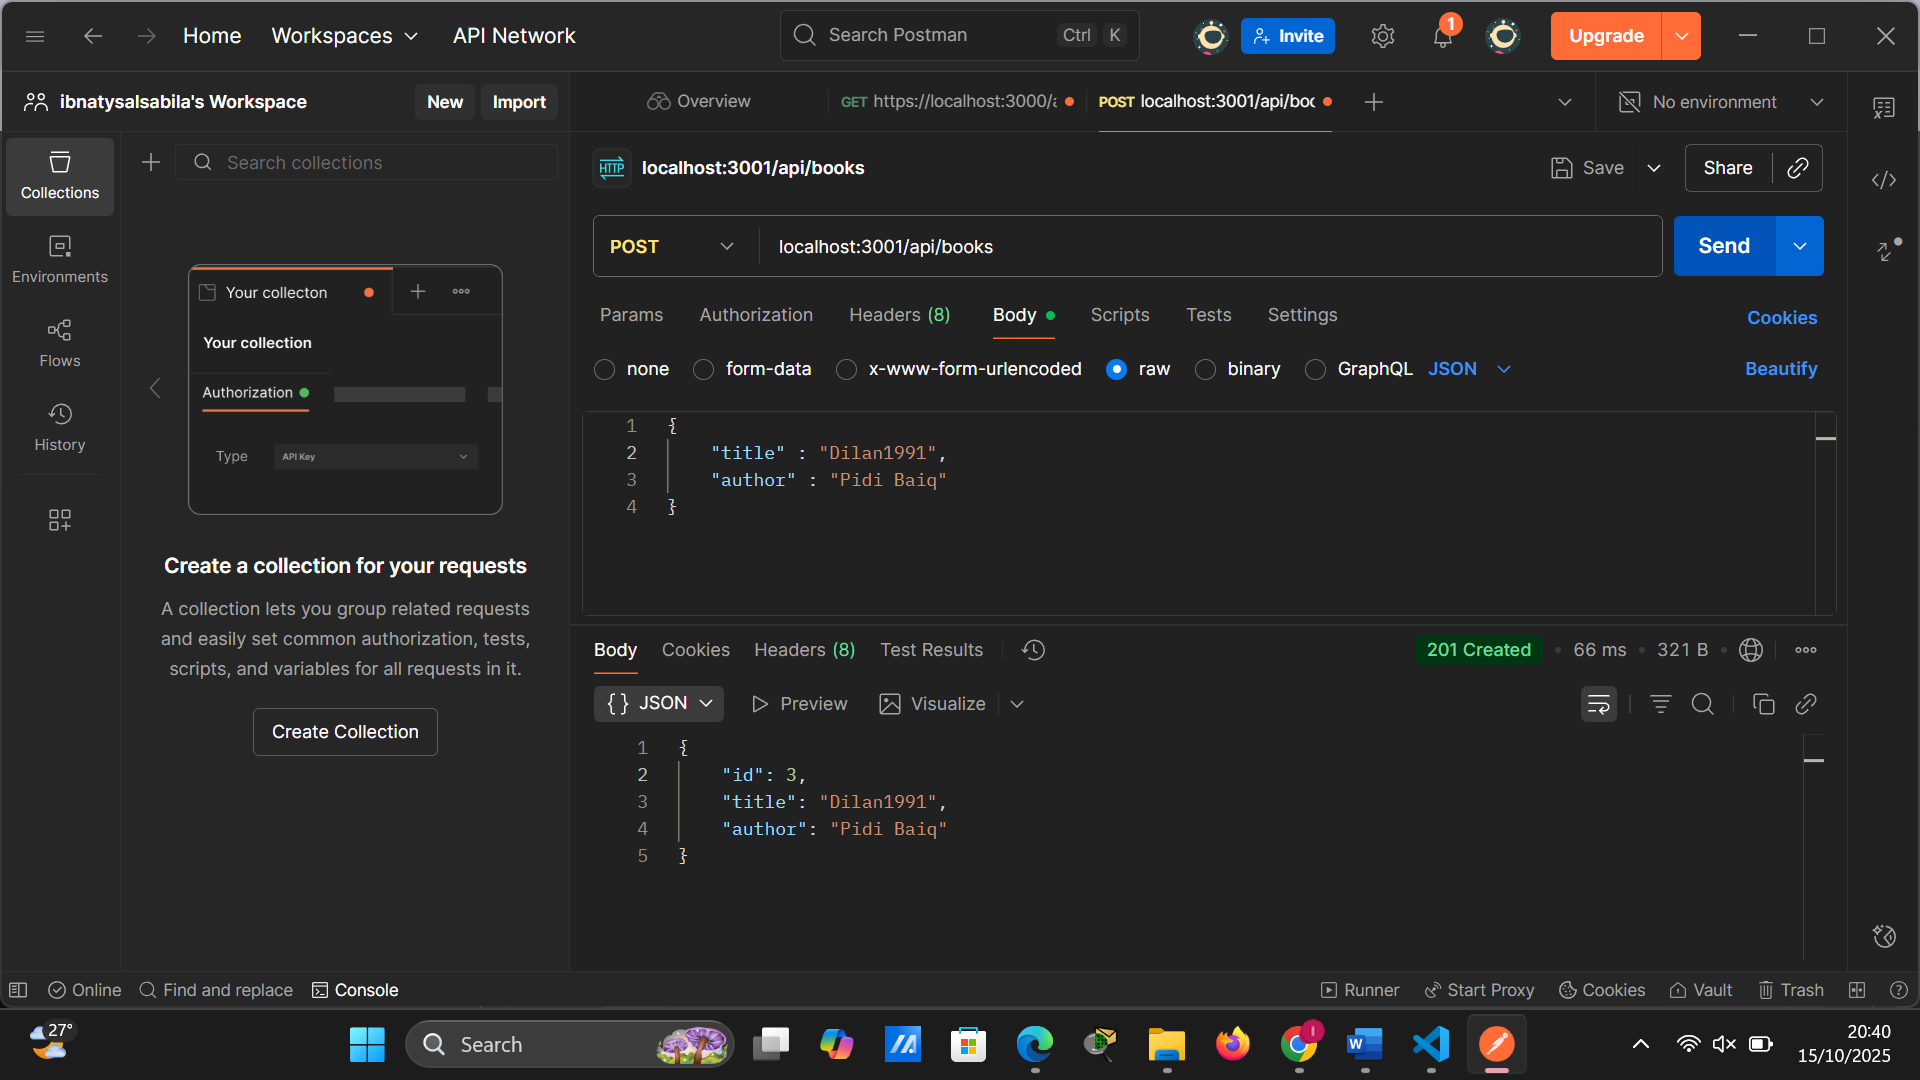 Home
Workspaces
API Network
Search Postman
Ctrl
K
Invite
1
Upgrade
ibnatysalsabila's Workspace
New
Import
Overview
GET https://localhost:3000/a
POST localhost:3001/api/boo
No environment
Collections
Environments
Flows
History
Search collections
Your collecton
Your collection
Authorization
Type
API Key
Create a collection for your requests
A collection lets you group related requests
and easily set common authorization, tests,
scripts, and variables for all requests in it.
Create Collection
HTTP
localhost:3001/api/books
Save
Share
POST
localhost:3001/api/books
Send
Params
Authorization
Headers (8)
Body
Scripts
Tests
Settings
Cookies
none
form-data
x-www-form-urlencoded
raw
binary
GraphQL
JSON
Beautify
1 {
2 "title" : "Dilan1991",
3 "author" : "Pidi Baiq"
4 }
Body
Cookies
Headers (8)
Test Results
201 Created
66 ms
321 B
{} JSON
Preview
Visualize
1 {
2 "id": 3,
3 "title": "Dilan1991",
4 "author": "Pidi Baiq"
5 }
Online
Find and replace
Console
Runner
Start Proxy
Cookies
Vault
Trash
27°
Search
20:40
15/10/2025